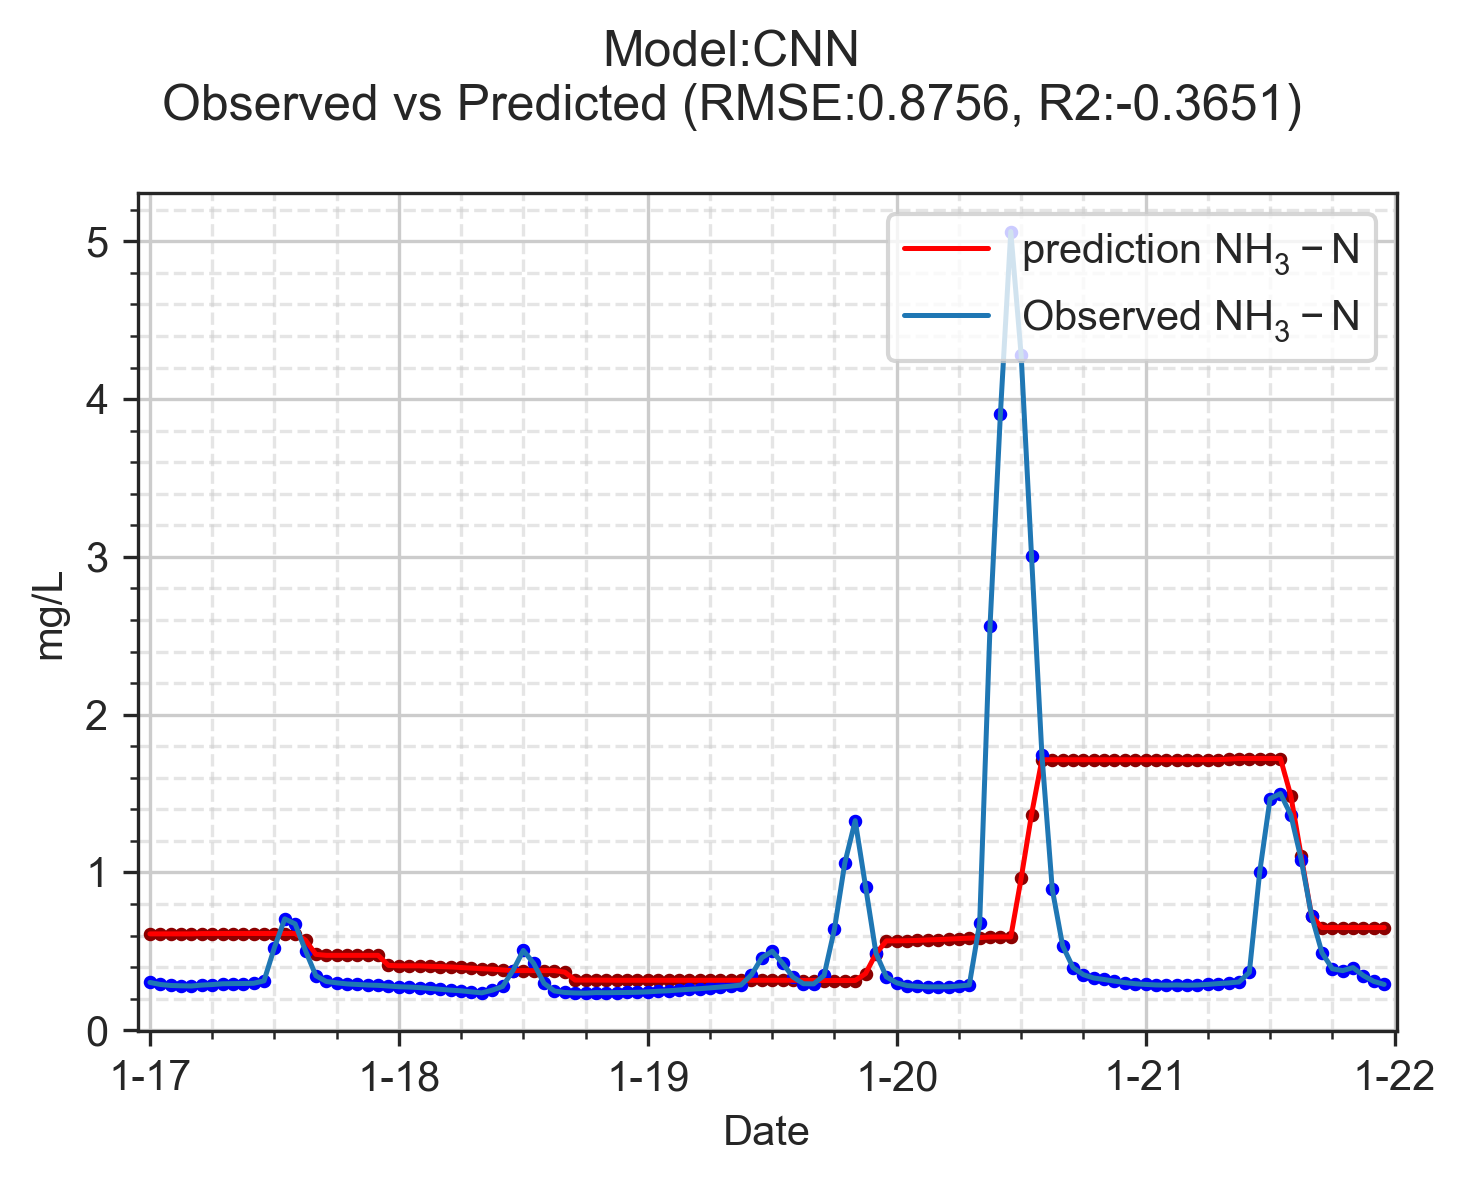 Model:CNN
Observed vs Predicted (RMSE:0.8756, R2:-0.3651)
prediction NH₃ − N
Observed NH₃ − N
5
4
3
2
1
0
mg/L
1-17 1-18 1-19 1-20 1-21 1-22
Date